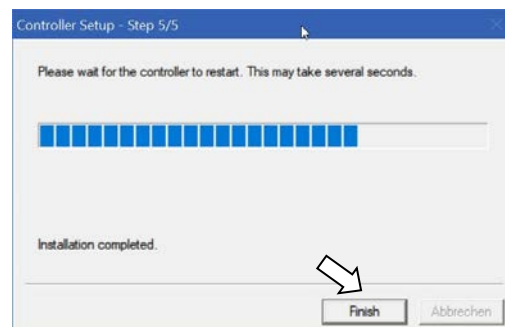 Controller Setup - Step 5/5
Please wait for the controller to restart. This may take several seconds.
Installation completed.
Finish
Abbrechen